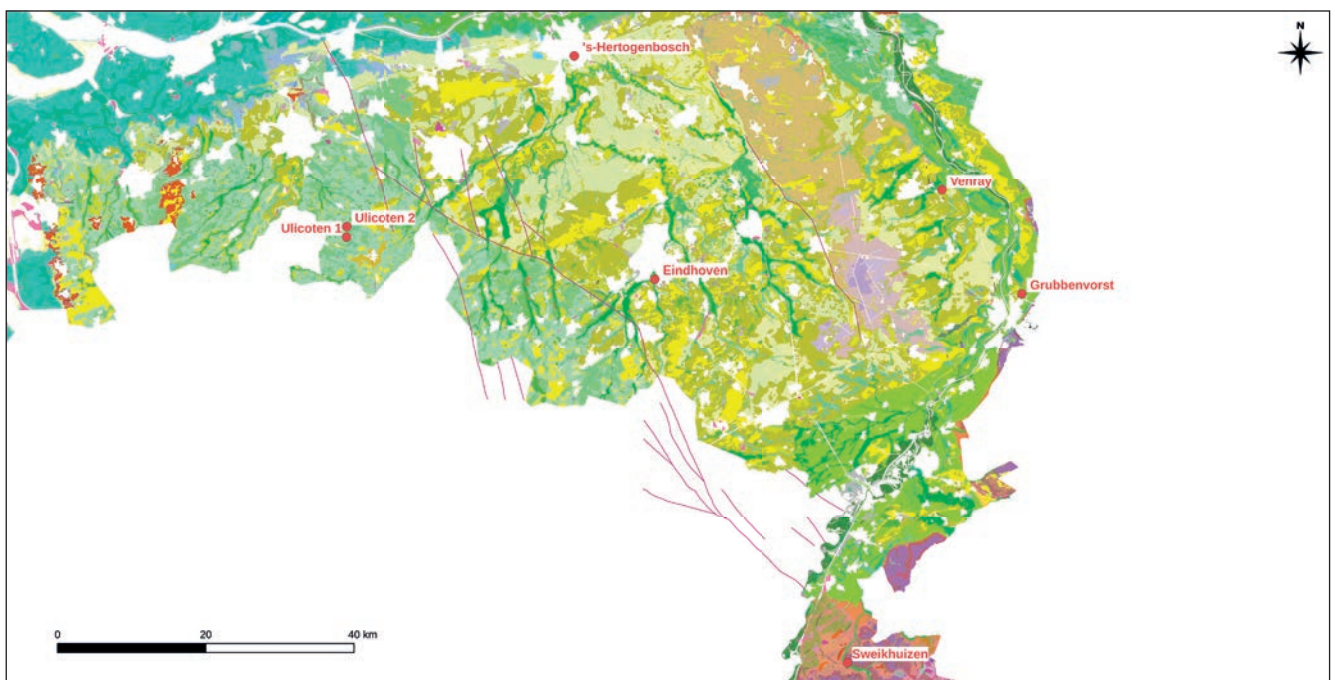 N
's-Hertogenbosch
Venray
Ulicoten 2
Ulicoten 1
Eindhoven
Grubbenvorst
0 20 40 km
Sweikhuizen